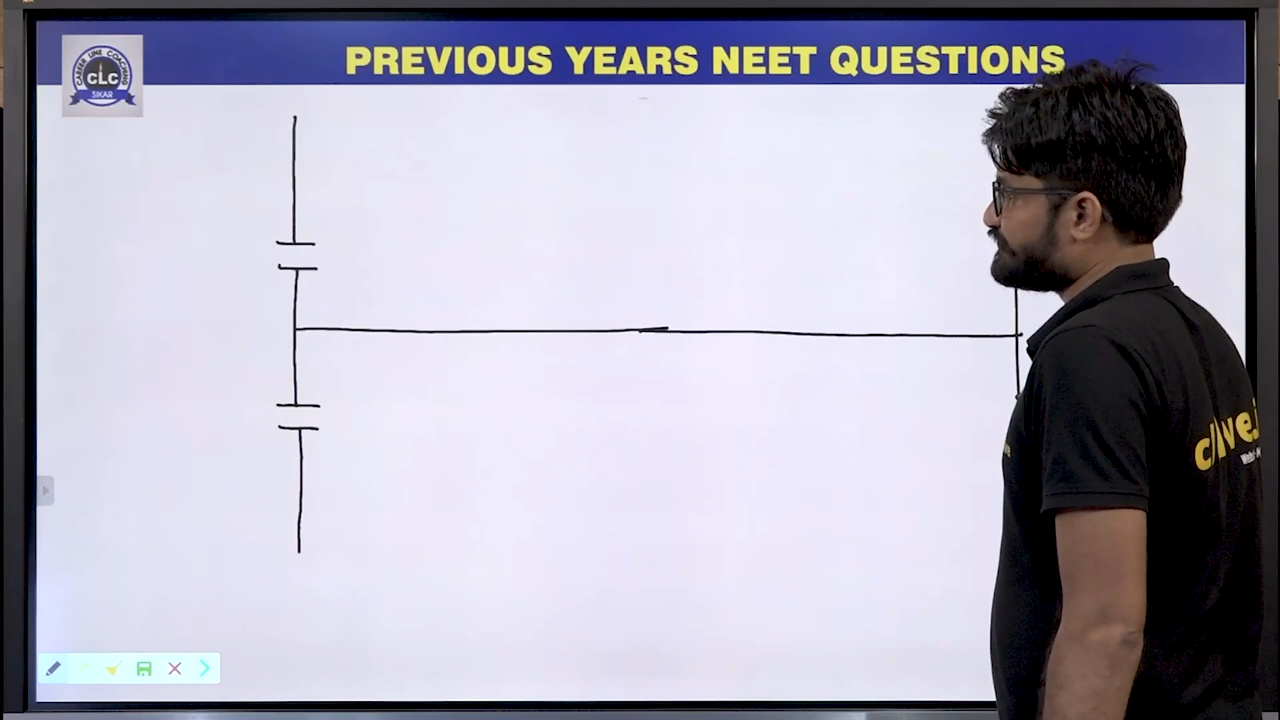 PREVIOUS YEARS NEET QUESTIONS
CAREER LINE COACHING
CLC
SIKAR